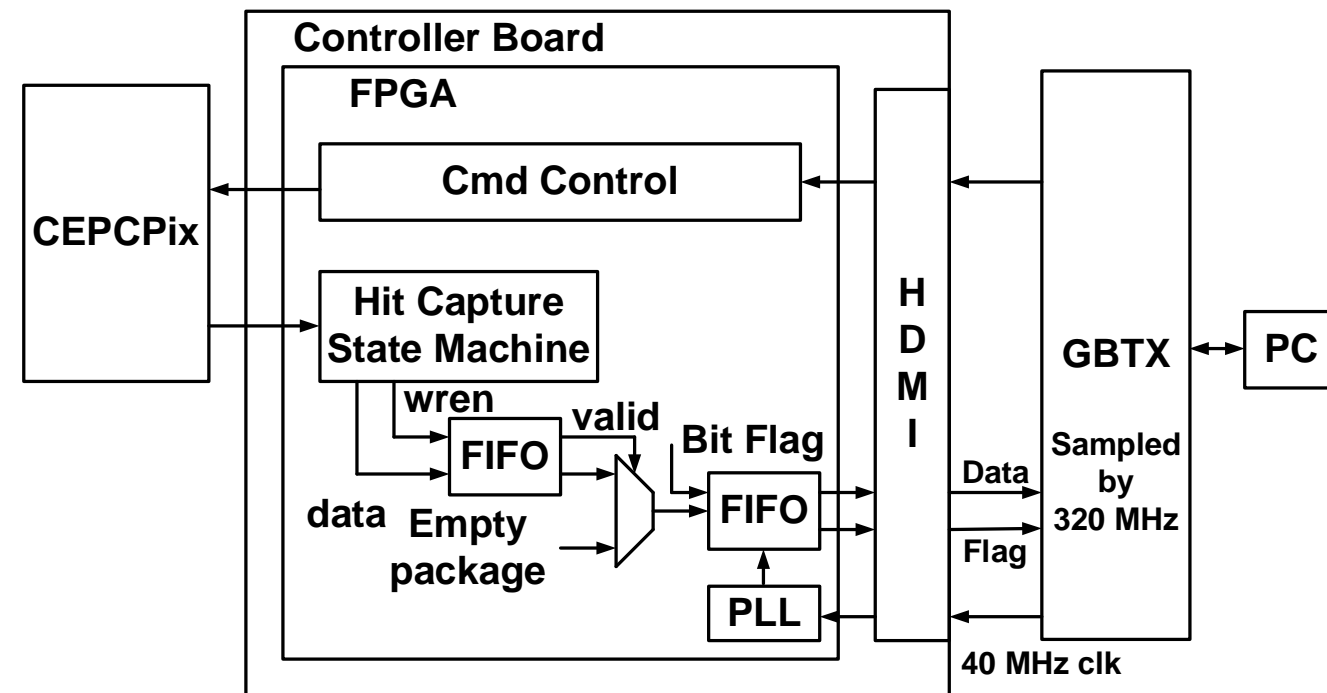 Controller Board
FPGA
CEPCPix
Cmd Control
Hit Capture
State Machine
wren
valid
FIFO
data
Empty
package
Bit Flag
FIFO
PLL
H
D
M
I
Data
Flag
40 MHz clk
GBTX
Sampled
by
320 MHz
PC